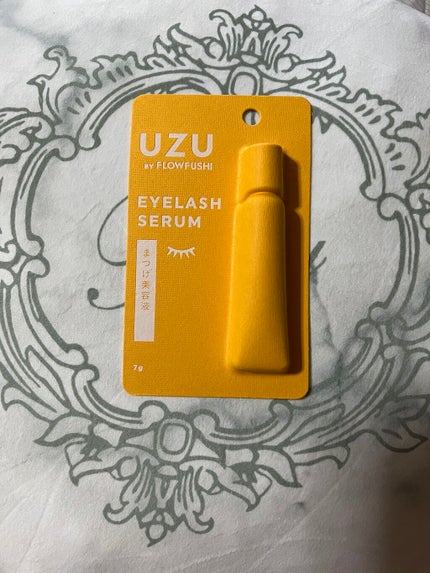 UZU
BY FLOWFUSHI
EYELASH
SERUM
まつげ美容液
7g